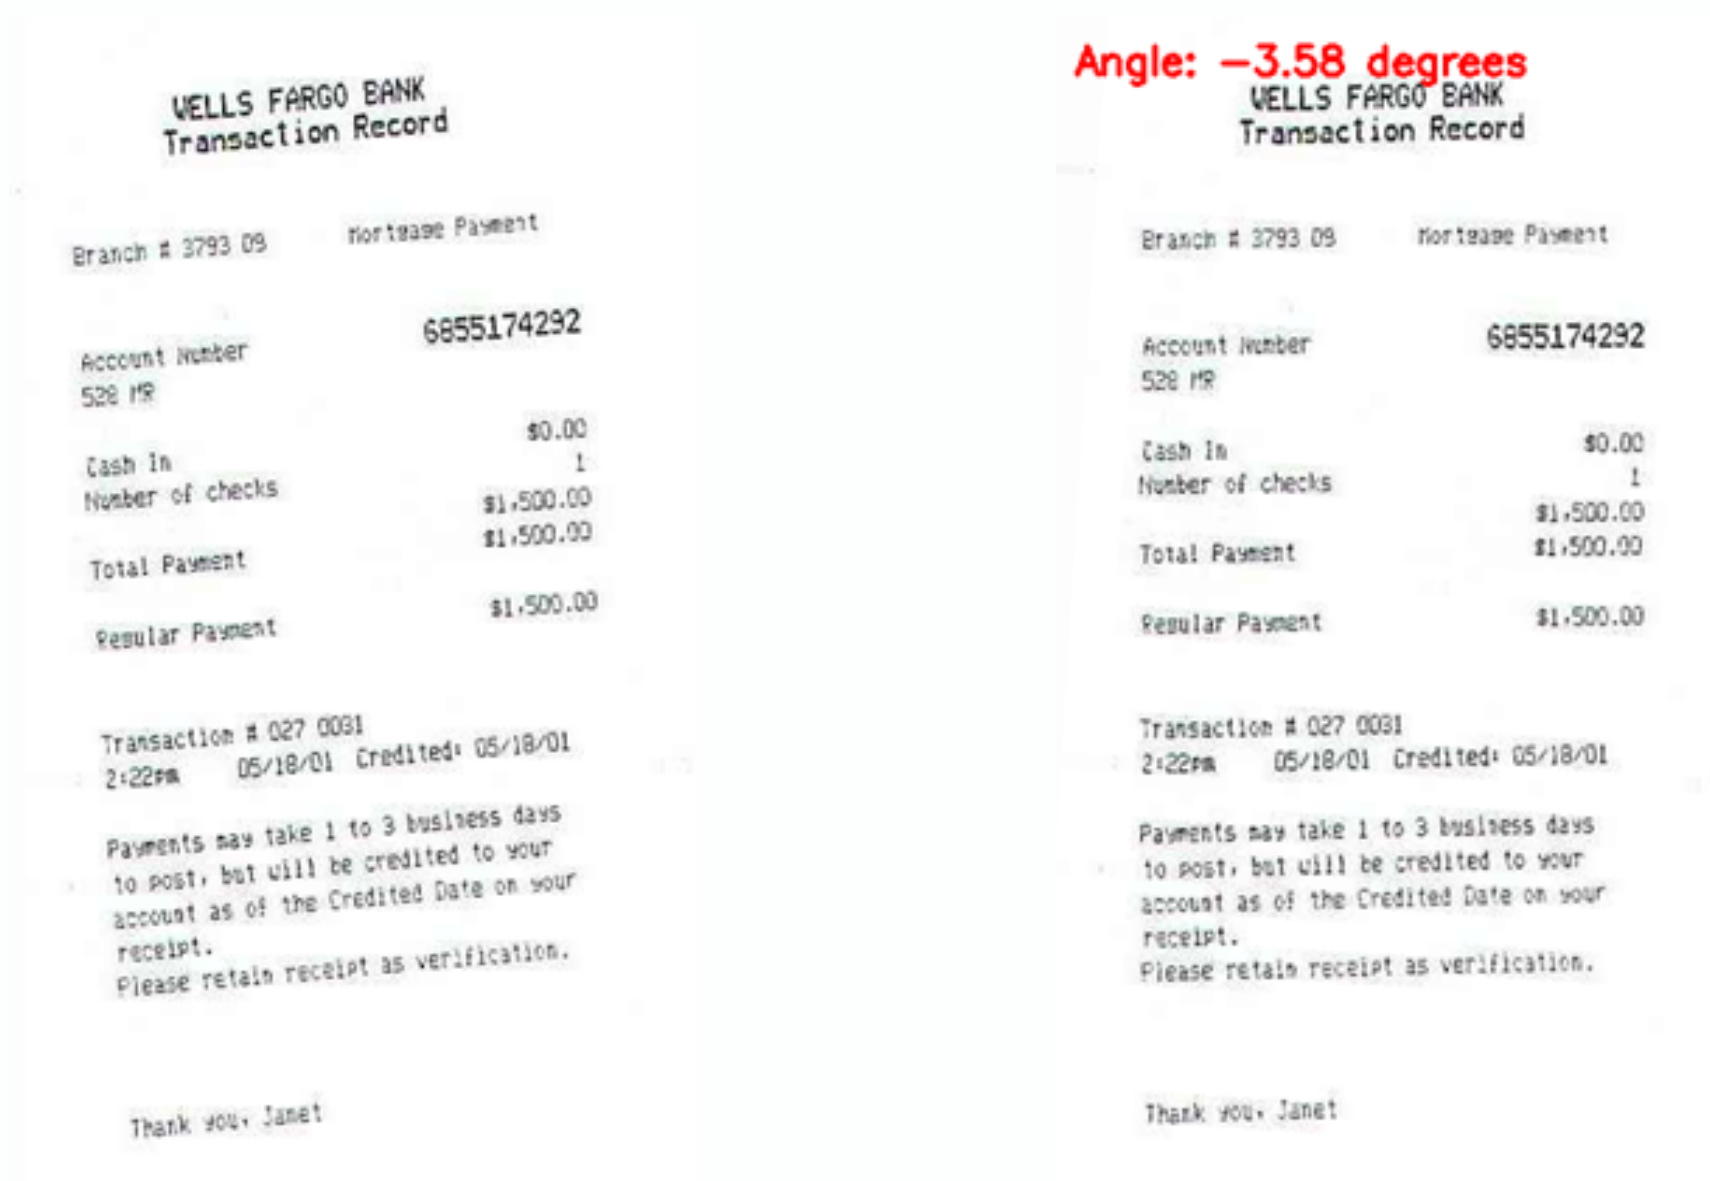 WELLS FARGO BANK
Transaction Record
Branch # 3793 09 Mortgage Payment
6855174292
Account Number
528 MR
$0.00
Cash In
1
Number of checks
$1,500.00
$1,500.00
Total Payment
$1,500.00
Regular Payment
Transaction # 027 0031
2:22pm 05/18/01 Credited: 05/18/01
Payments may take 1 to 3 business days
to post, but will be credited to your
account as of the Credited Date on your
receipt.
Please retain receipt as verification.
Thank you, Janet
Angle: -3.58 degrees
WELLS FARGO BANK
Transaction Record
Branch # 3793 09 Mortgage Payment
Account Number 6855174292
528 MR
Cash In $0.00
Number of checks 1
$1,500.00
Total Payment $1,500.00
Regular Payment $1,500.00
Transaction # 027 0031
2:22pm 05/18/01 Credited: 05/18/01
Payments may take 1 to 3 business days
to post, but will be credited to your
account as of the Credited Date on your
receipt.
Please retain receipt as verification.
Thank you, Janet